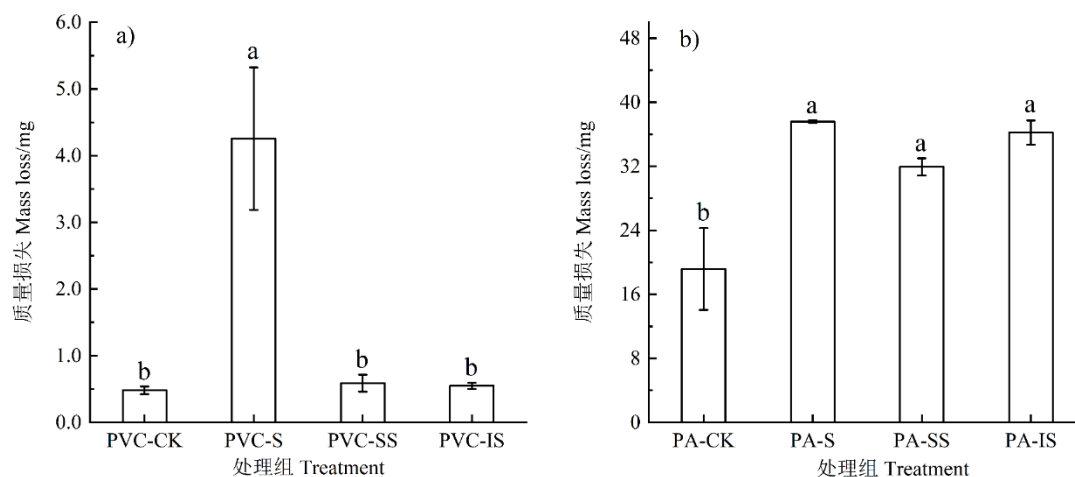 a)
质量损失 Mass loss/mg
6.0
5.0
4.0
3.0
2.0
1.0
0.0
b
a
b
b
PVC-CK
PVC-S
PVC-SS
PVC-IS
处理组 Treatment
b)
质量损失 Mass loss/mg
48
40
32
24
16
8
0
b
a
a
a
PA-CK
PA-S
PA-SS
PA-IS
处理组 Treatment